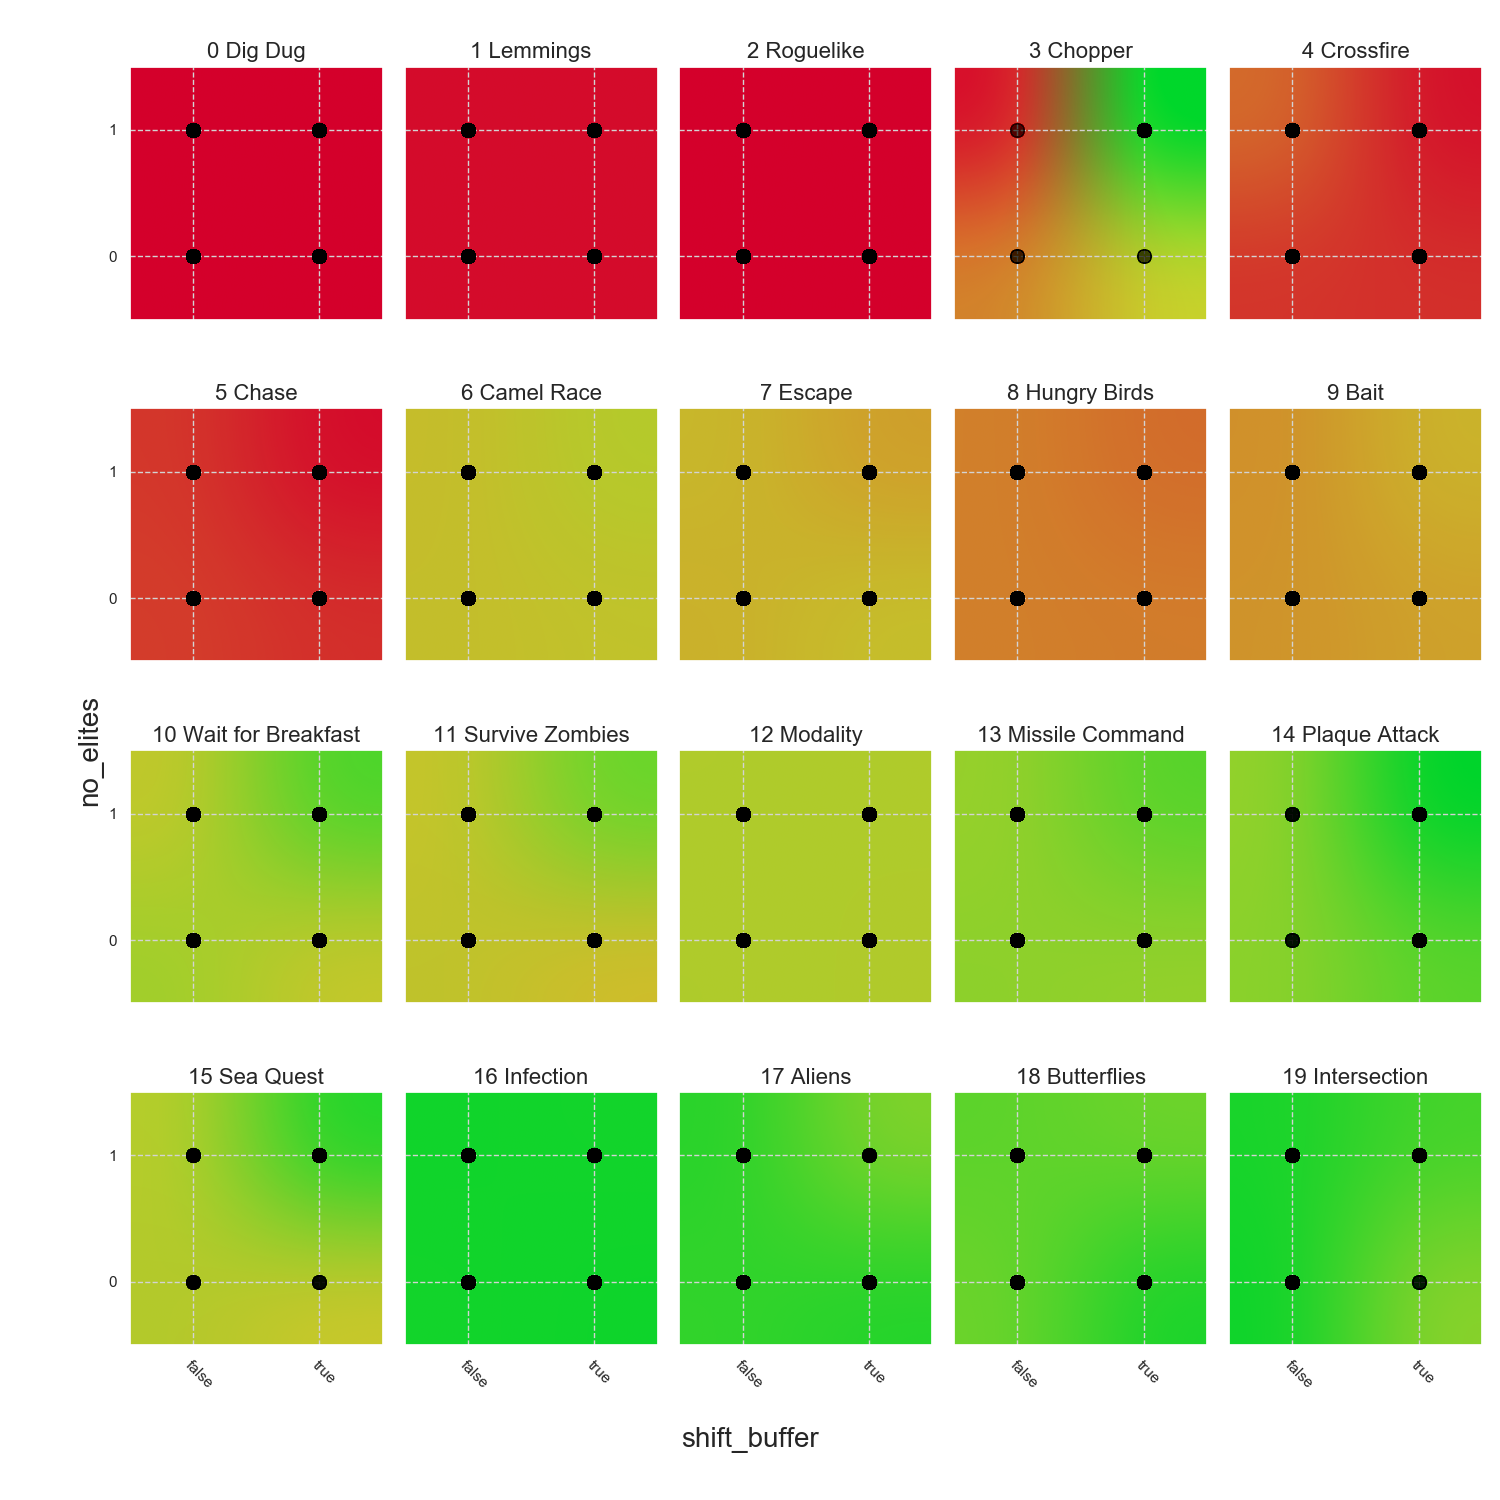 0 Dig Dug
1 Lemmings
2 Roguelike
3 Chopper
4 Crossfire
1
0
5 Chase
6 Camel Race
7 Escape
8 Hungry Birds
9 Bait
1
0
no_elites
10 Wait for Breakfast
11 Survive Zombies
12 Modality
13 Missile Command
14 Plaque Attack
1
0
15 Sea Quest
16 Infection
17 Aliens
18 Butterflies
19 Intersection
1
0
false
true
false
true
false
true
false
true
false
true
shift_buffer